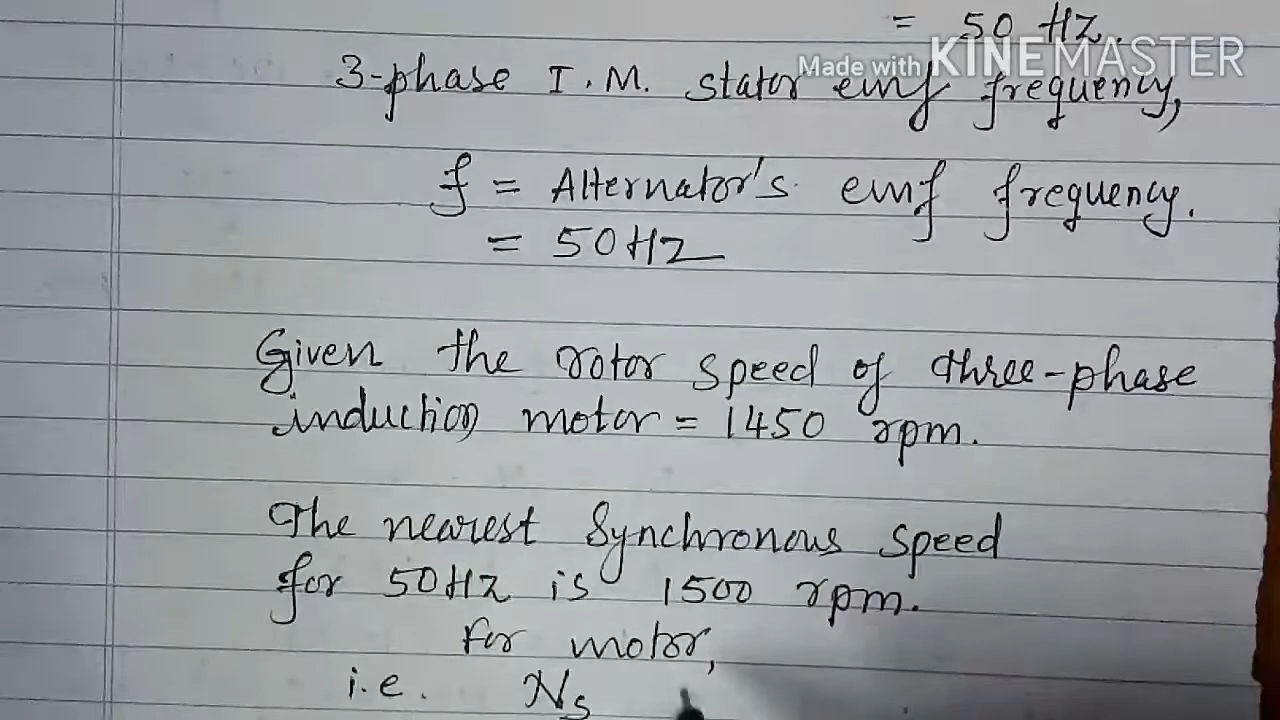 = 50 Hz.
Made with KINEMASTER
3-phase I.M. stator emf frequency,
f = Alternator's emf frequency.
= 50Hz
Given the rotor speed of three-phase
induction motor = 1450 rpm.
The nearest Synchronous speed
for 50Hz is 1500 rpm.
For motor,
i.e. Ns